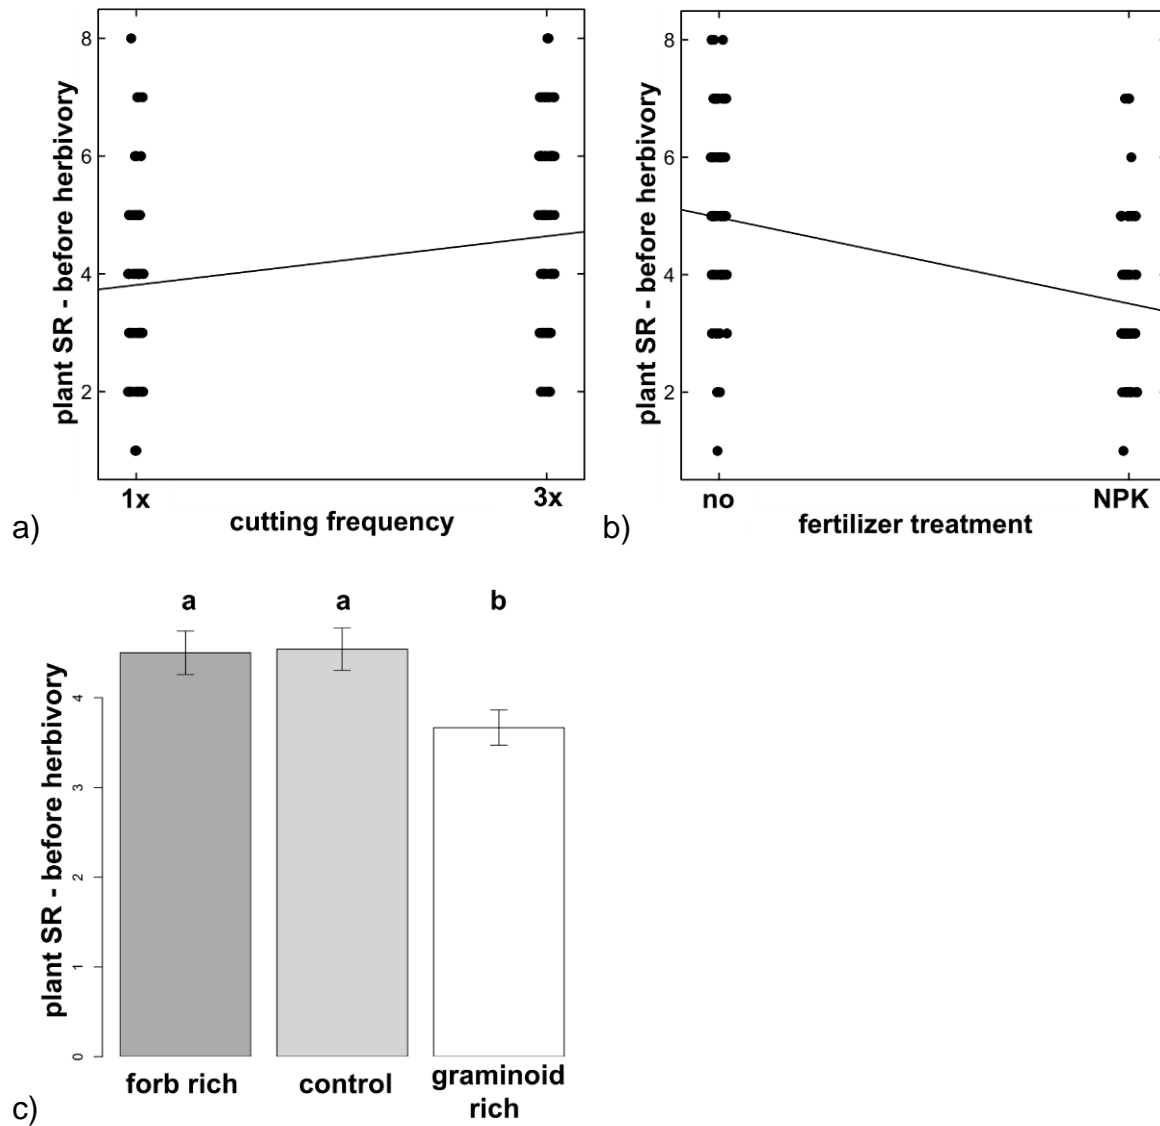 plant SR - before herbivory
8
6
4
2
1x
3x
cutting frequency
a)
plant SR - before herbivory
8
6
4
2
no
NPK
fertilizer treatment
b)
a
a
b
plant SR - before herbivory
4
3
2
1
0
forb rich
control
graminoid
rich
c)